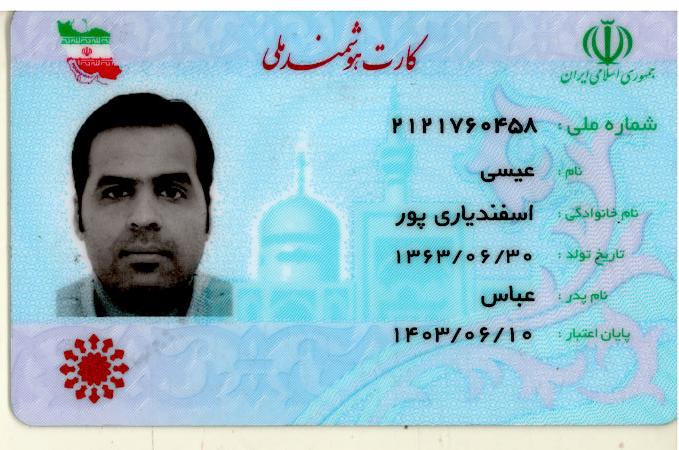 کارت هوشمند ملی
جمهوری اسلامی ایران
شماره ملی : ۲۱۲۱۷۶۰۴۵۸
نام : عیسی
نام خانوادگی : اسفندیاری پور
تاریخ تولد : ۱۳۶۳/۰۶/۳۰
نام پدر : عباس
پایان اعتبار : ۱۴۰۳/۰۶/۱۰